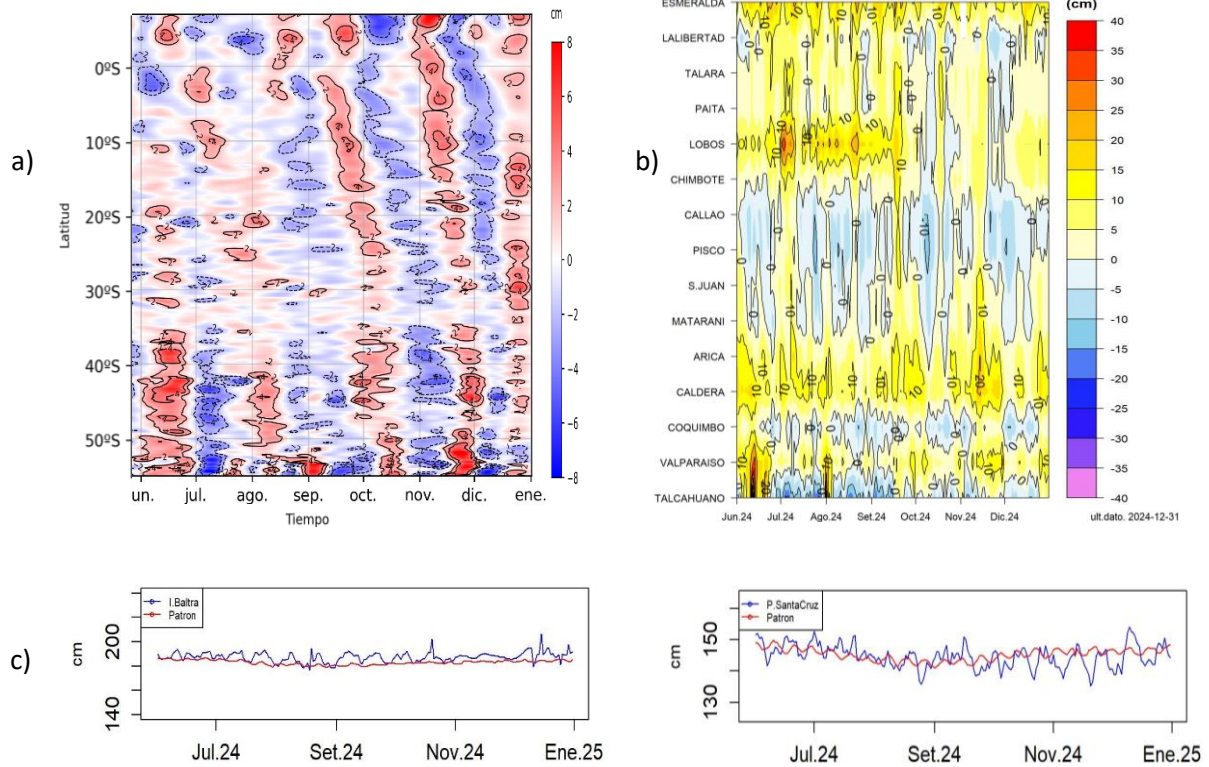 a)
cm
8
6
4
2
0
-2
-4
-6
-8
Latitud
0ºS
10ºS
20ºS
30ºS
40ºS
50ºS
un. jul. ago. sep. oct. nov. dic. ene.
Tiempo
b)
ESMERALDA
LALIBERTAD
TALARA
PAITA
LOBOS
CHIMBOTE
CALLAO
PISCO
S.JUAN
MATARANI
ARICA
CALDERA
COQUIMBO
VALPARAISO
TALCAHUANO
Jun.24 Jul.24 Ago.24 Set.24 Oct.24 Nov.24 Dic.24
(cm)
40
35
30
25
20
15
10
5
0
-5
-10
-15
-20
-25
-30
-35
-40
ult.dato. 2024-12-31
c)
I.Baltra
Patron
cm
200
140
Jul.24 Set.24 Nov.24 Ene.25
P.SantaCruz
Patron
cm
150
130
Jul.24 Set.24 Nov.24 Ene.25